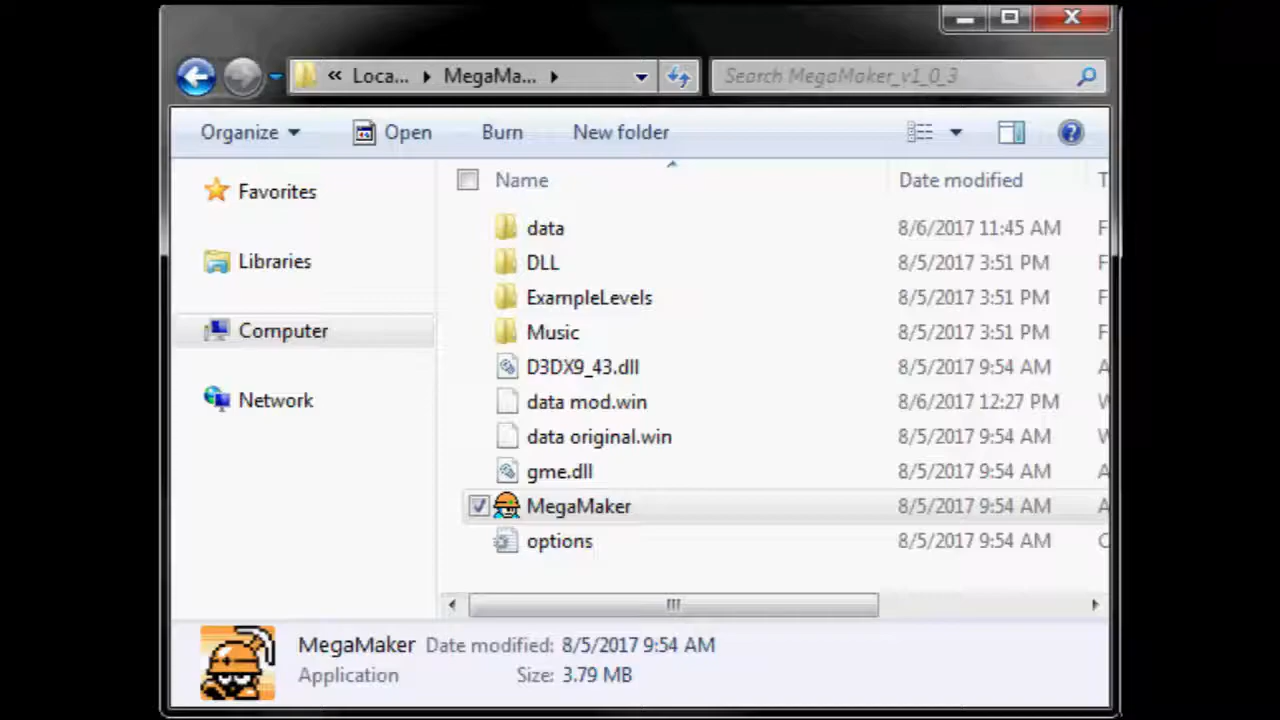 « Loca... MegaMa...
Search MegaMaker_v1_0_3
Organize Open Burn New folder
Favorites
Libraries
Computer
Network
Name Date modified T
data 8/6/2017 11:45 AM F
DLL 8/5/2017 3:51 PM F
ExampleLevels 8/5/2017 3:51 PM F
Music 8/5/2017 3:51 PM F
D3DX9_43.dll 8/5/2017 9:54 AM A
data mod.win 8/6/2017 12:27 PM W
data original.win 8/5/2017 9:54 AM W
gme.dll 8/5/2017 9:54 AM A
MegaMaker 8/5/2017 9:54 AM A
options 8/5/2017 9:54 AM C
MegaMaker Date modified: 8/5/2017 9:54 AM
Application Size: 3.79 MB